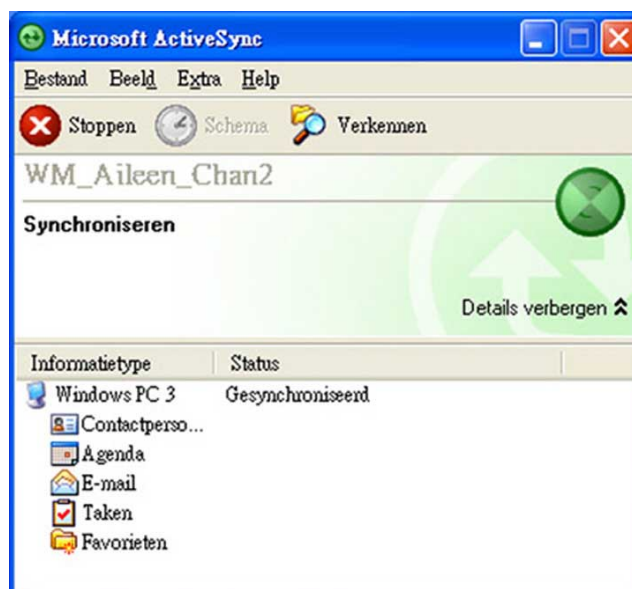 Microsoft ActiveSync
Bestand Beeld Extra Help
Stoppen Schema Verkennen
WM_Aileen_Chan2
Synchroniseren
Details verbergen
Informatietype Status
Windows PC 3 Gesynchroniseerd
Contactperso...
Agenda
E-mail
Taken
Favorieten